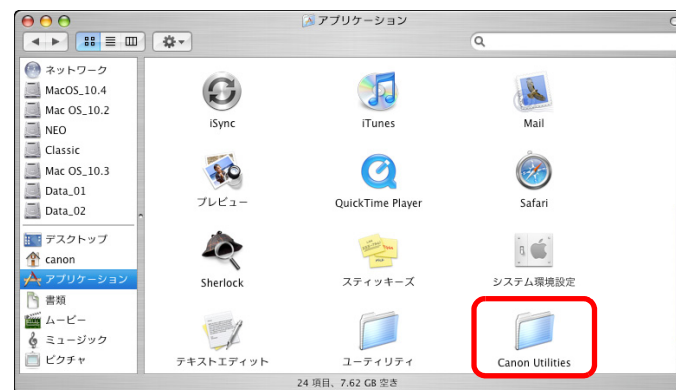 アプリケーション
ネットワーク
MacOS_10.4
Mac OS_10.2
NEO
Classic
Mac OS_10.3
Data_01
Data_02
デスクトップ
canon
アプリケーション
書類
ムービー
ミュージック
ピクチャ
iSync
iTunes
Mail
プレビュー
QuickTime Player
Safari
Sherlock
スティッキーズ
システム環境設定
テキストエディット
ユーティリティ
Canon Utilities
24 項目、7.62 GB 空き